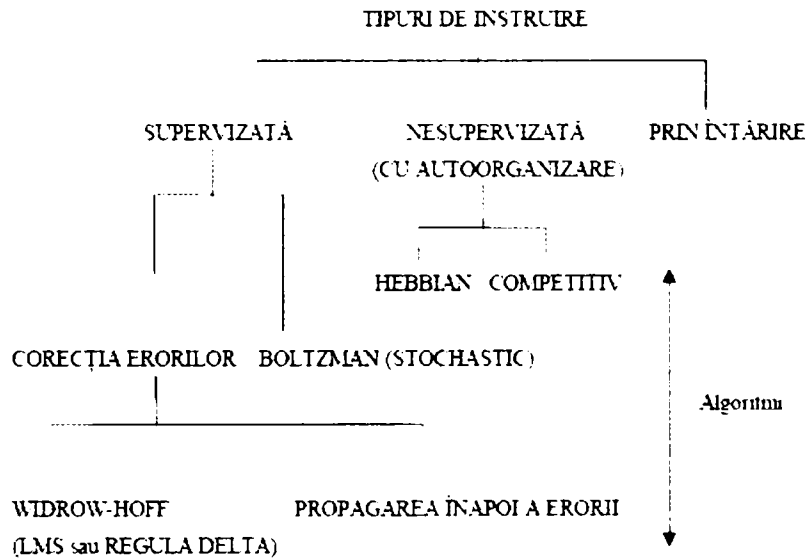 TIPURI DE INSTRUIRE
SUPERVIZATĂ NESUPERVIZATĂ PRIN ÎNTĂRIRE
(CU AUTOORGANIZARE)
HEBBIAN COMPETITIV
CORECȚIA ERORILOR BOLTZMAN (STOCHASTIC)
Algoritmi
WIDROW-HOFF PROPAGAREA ÎNAPOI A ERORII
(LMS sau REGULA DELTA)